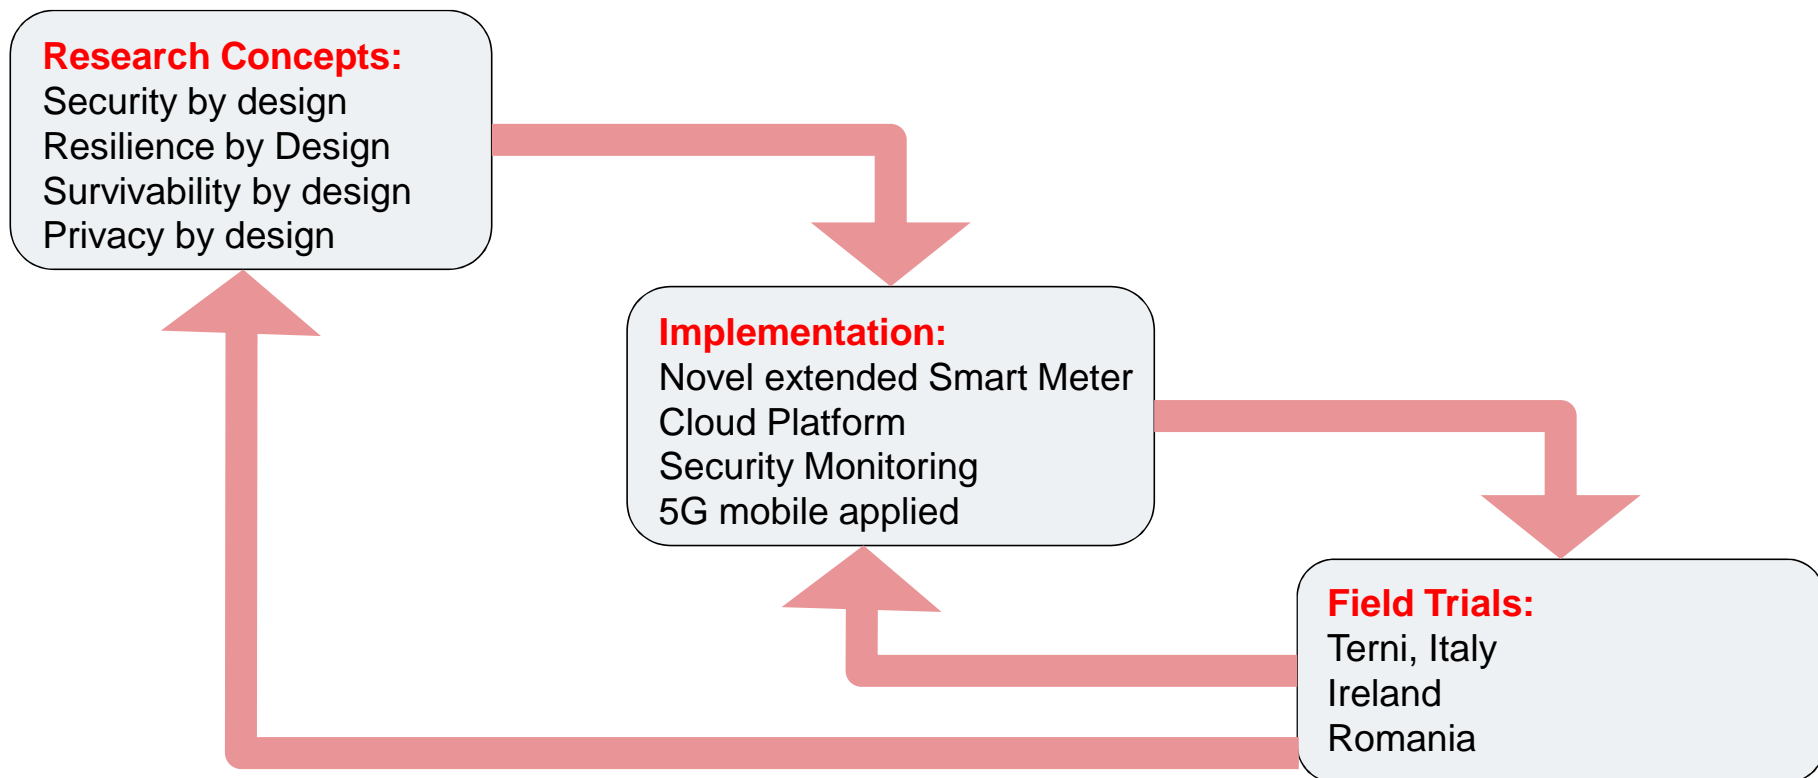 Research Concepts:
Security by design
Resilience by Design
Survivability by design
Privacy by design
Implementation:
Novel extended Smart Meter
Cloud Platform
Security Monitoring
5G mobile applied
Field Trials:
Terni, Italy
Ireland
Romania